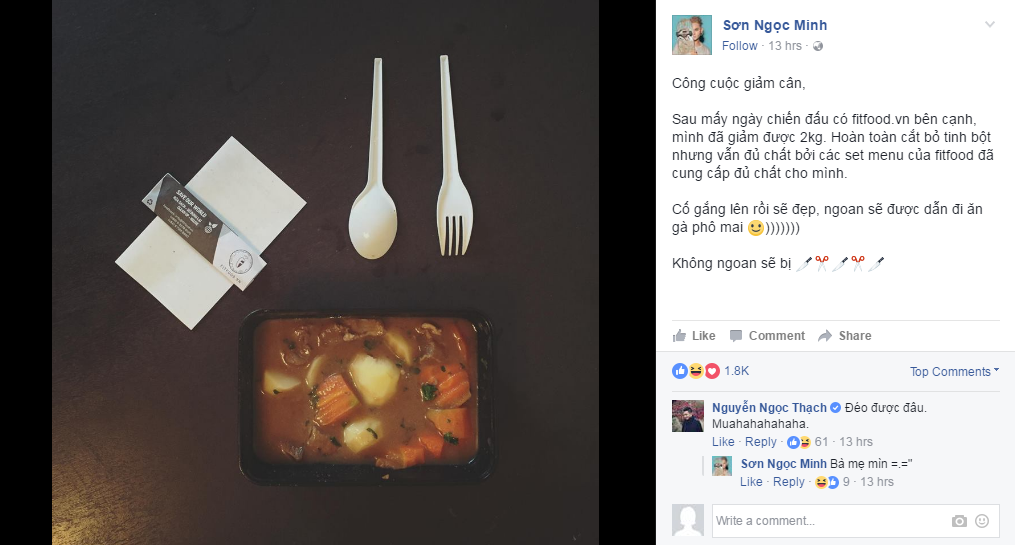 SAVE OUR WORLD
Sơn Ngọc Minh
Follow · 13 hrs ·
Công cuộc giảm cân,
Sau mấy ngày chiến đấu có fitfood.vn bên cạnh,
mình đã giảm được 2kg. Hoàn toàn cắt bỏ tinh bột
nhưng vẫn đủ chất bởi các set menu của fitfood đã
cung cấp đủ chất cho mình.
Cố gắng lên rồi sẽ đẹp, ngoan sẽ được dẫn đi ăn
gà phô mai 😀)))))))
Không ngoan sẽ bị 🔪✂️🔪✂️🔪
Like Comment Share
1.8K Top Comments
Nguyễn Ngọc Thạch Đéo được đâu.
Muahahahahaha.
Like · Reply · 61 · 13 hrs
Sơn Ngọc Minh Bà mẹ mìn =.="
Like · Reply · 9 · 13 hrs
Write a comment...